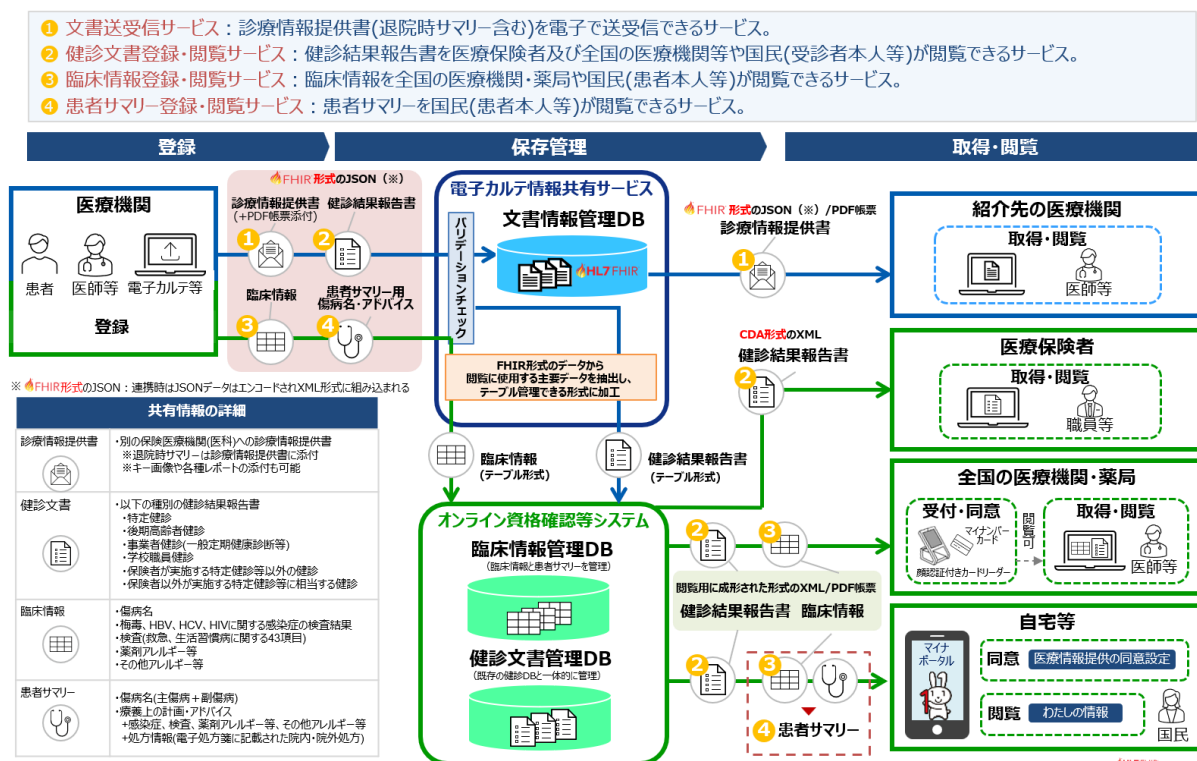 1 文書送受信サービス：診療情報提供書(退院時サマリー含む)を電子で送受信できるサービス。
2 健診文書登録・閲覧サービス：健診結果報告書を医療保険者及び全国の医療機関等や国民(受診者本人等)が閲覧できるサービス。
3 臨床情報登録・閲覧サービス：臨床情報を全国の医療機関・薬局や国民(患者本人等)が閲覧できるサービス。
4 患者サマリー登録・閲覧サービス：患者サマリーを国民(患者本人等)が閲覧できるサービス。
登録
保存管理
取得・閲覧
医療機関
患者
医師等
電子カルテ等
登録
FHIR 形式のJSON（※）
診療情報提供書
(+PDF帳票添付)
健診結果報告書
1
2
臨床情報
患者サマリー用
傷病名・アドバイス
3
4
電子カルテ情報共有サービス
バリデーションチェック
文書情報管理DB
HL7 FHIR
FHIR形式のデータから
閲覧に使用する主要データを抽出し、
テーブル管理できる形式に加工
FHIR 形式のJSON（※）/PDF帳票
診療情報提供書
1
紹介先の医療機関
取得・閲覧
医師等
CDA形式のXML
健診結果報告書
2
医療保険者
取得・閲覧
職員等
※ FHIR形式のJSON：連携時はJSONデータはエンコードされXML形式に組み込まれる
共有情報の詳細
診療情報提供書
・別の保険医療機関(医科)への診療情報提供書
※退院時サマリーは診療情報提供書に添付
※キー画像や各種レポートの添付も可能
健診文書
・以下の種別の健診結果報告書
・特定健診
・後期高齢者健診
・事業者健診(一般定期健康診断等)
・学校職員健診
・保険者が実施する特定健診等以外の健診
・保険者以外が実施する特定健診等に相当する健診
臨床情報
・傷病名
・梅毒、HBV、HCV、HIVに関する感染症の検査結果
・検査(救急、生活習慣病に関する43項目)
・薬剤アレルギー等
・その他アレルギー等
患者サマリー
・傷病名(主傷病＋副傷病)
・療養上の計画・アドバイス
+感染症、検査、薬剤アレルギー等、その他アレルギー等
+処方情報(電子処方箋に記載された院内・院外処方)
臨床情報
(テーブル形式)
健診結果報告書
(テーブル形式)
オンライン資格確認等システム
臨床情報管理DB
(臨床情報と患者サマリーを管理)
健診文書管理DB
(既存の健診DBと一体的に管理)
2
3
閲覧用に成形された形式のXML/PDF帳票
健診結果報告書 臨床情報
2
3
4 患者サマリー
全国の医療機関・薬局
受付・同意
マイナンバー
カード
顔認証付きカードリーダー
閲覧可
取得・閲覧
医師等
自宅等
マイナ
ポータル
同意
医療情報提供の同意設定
閲覧
わたしの情報
国民